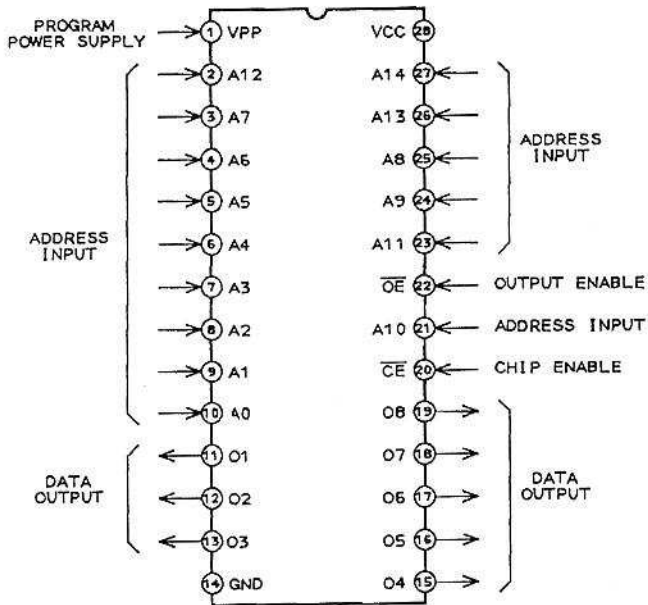 PROGRAM
POWER SUPPLY
1 VPP
VCC 28
2 A12
A14 27
3 A7
A13 26
4 A6
A8 25
ADDRESS
INPUT
5 A5
A9 24
6 A4
A11 23
ADDRESS
INPUT
7 A3
OE 22 OUTPUT ENABLE
8 A2
A10 21 ADDRESS INPUT
9 A1
CE 20 CHIP ENABLE
10 A0
O8 19
11 O1
O7 18
DATA
OUTPUT
12 O2
O6 17
DATA
OUTPUT
13 O3
O5 16
14 GND
O4 15